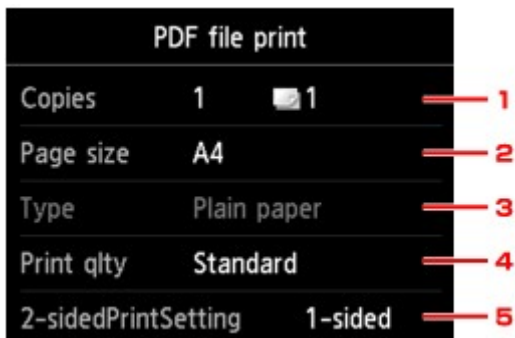 PDF file print
Copies 1 1 1
Page size A4 2
Type Plain paper 3
Print qlty Standard 4
2-sidedPrintSetting 1-sided 5